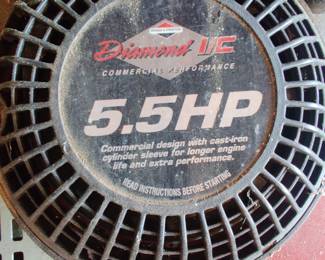 Diamond I/C
COMMERCIAL PERFORMANCE
5.5HP
Commercial design with cast-iron
cylinder sleeve for longer engine
life and extra performance.
READ INSTRUCTIONS BEFORE STARTING